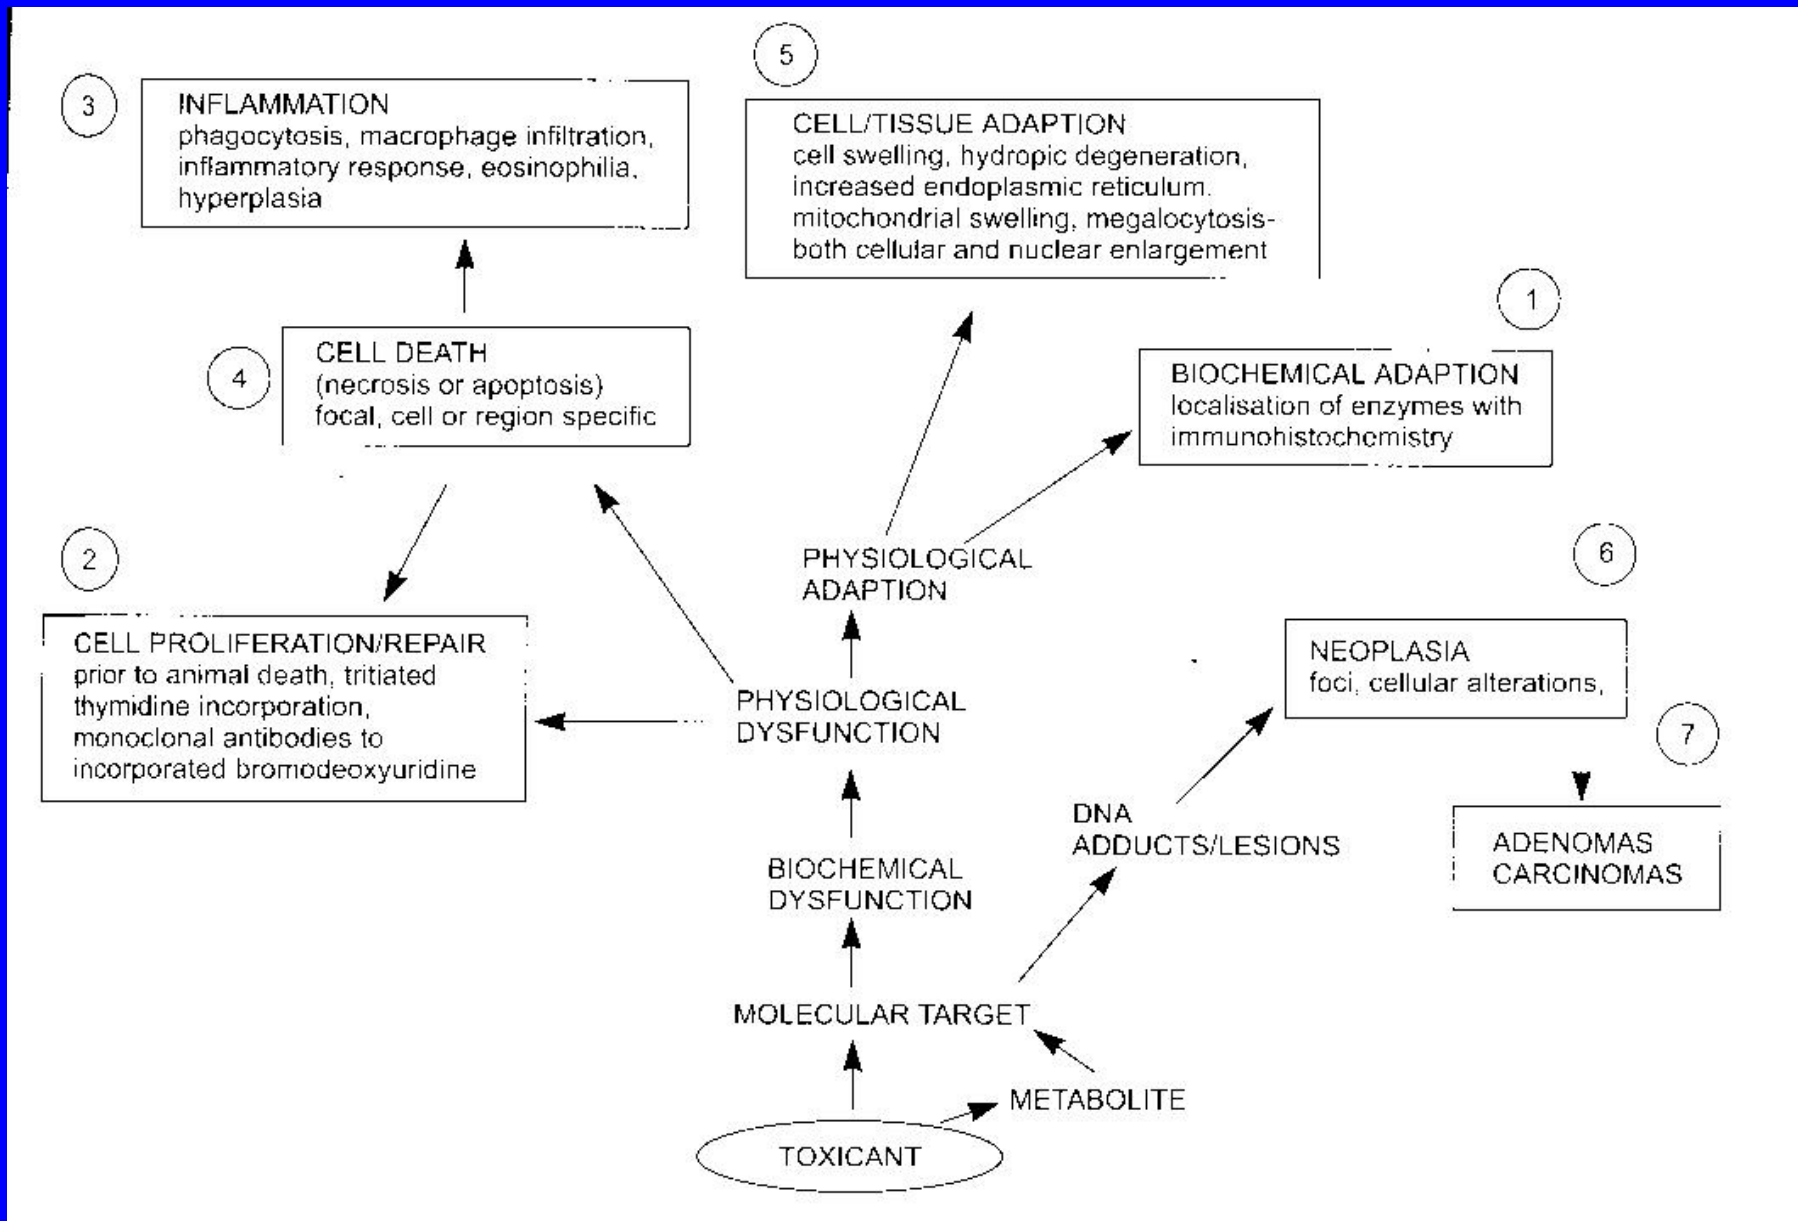 5
3
INFLAMMATION
phagocytosis, macrophage infiltration,
inflammatory response, eosinophilia,
hyperplasia
CELL/TISSUE ADAPTION
cell swelling, hydropic degeneration,
increased endoplasmic reticulum.
mitochondrial swelling, megalocytosis-
both cellular and nuclear enlargement
1
4
CELL DEATH
(necrosis or apoptosis)
focal, cell or region specific
BIOCHEMICAL ADAPTION
localisation of enzymes with
immunohistochemistry
2
CELL PROLIFERATION/REPAIR
prior to animal death, tritiated
thymidine incorporation,
monoclonal antibodies to
incorporated bromodeoxyuridine
PHYSIOLOGICAL
ADAPTION
6
NEOPLASIA
foci, cellular alterations,
PHYSIOLOGICAL
DYSFUNCTION
7
DNA
ADDUCTS/LESIONS
ADENOMAS
CARCINOMAS
BIOCHEMICAL
DYSFUNCTION
MOLECULAR TARGET
METABOLITE
TOXICANT